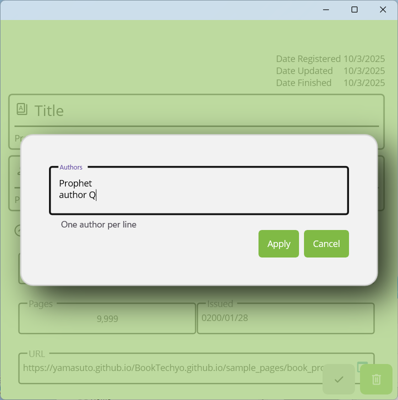 Date Registered 10/3/2025
Date Updated 10/3/2025
Date Finished 10/3/2025
Title
Authors
Prophet
author Q
One author per line
Apply
Cancel
Pages
9,999
Issued
0200/01/28
URL
https://yamasuto.github.io/BookTechyo.github.io/sample_pages/book_pro